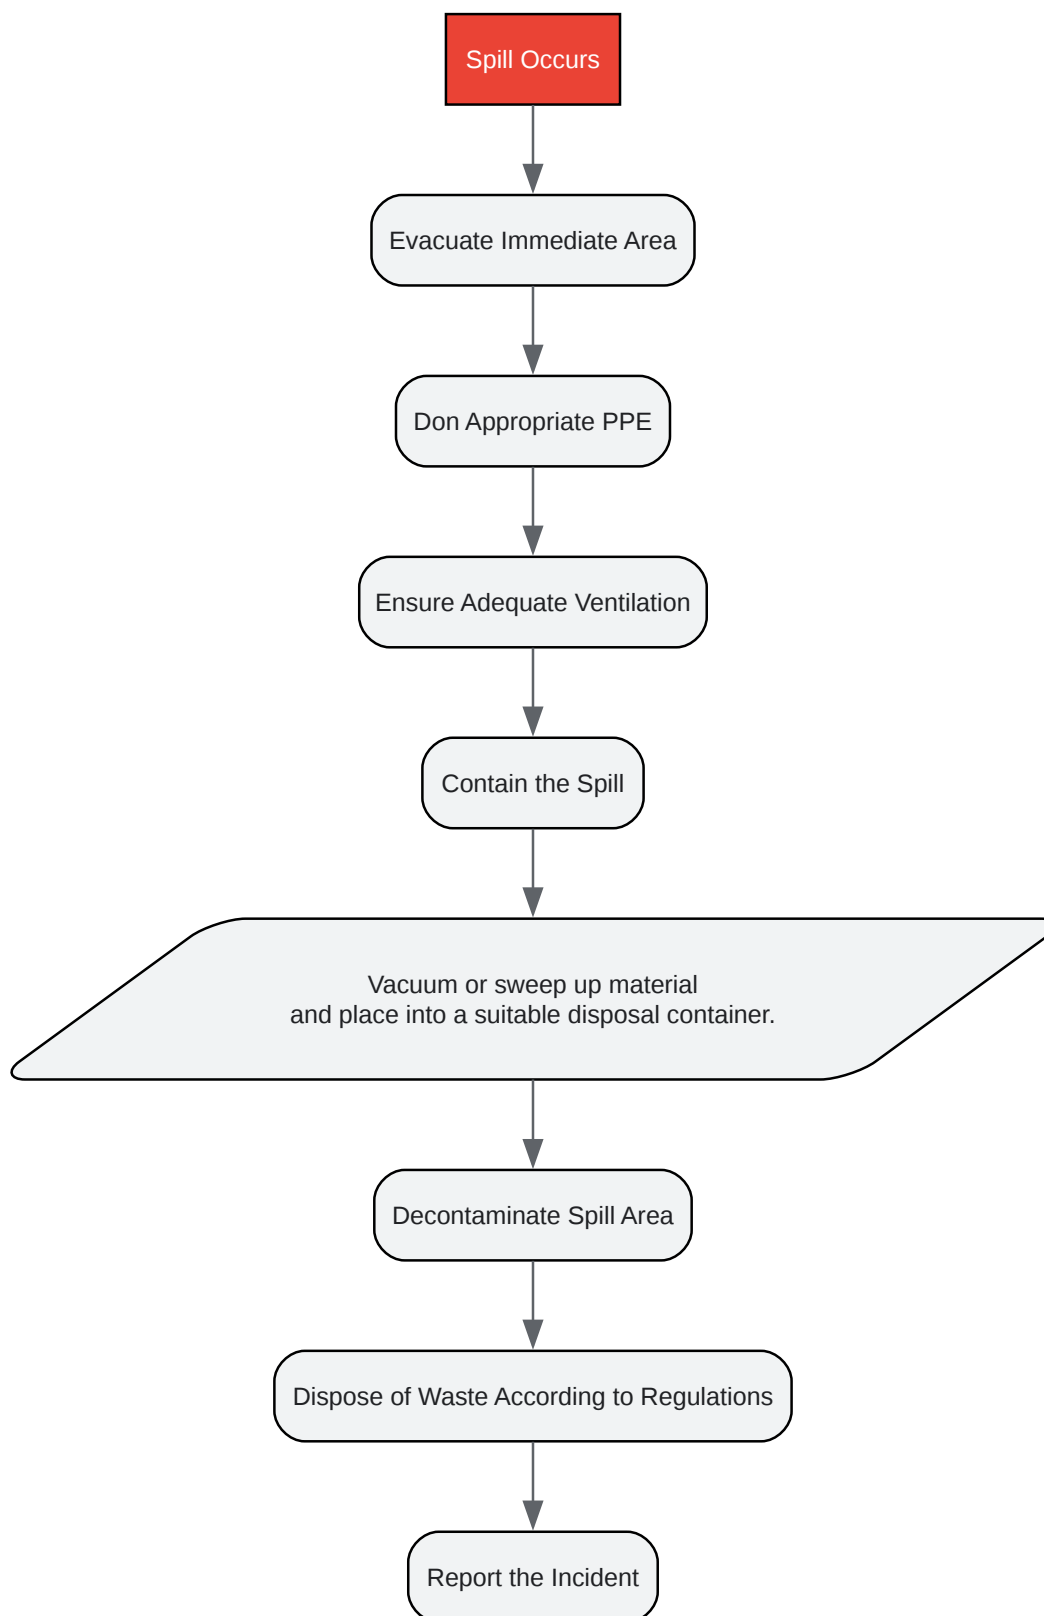 Spill Occurs
Evacuate Immediate Area
Don Appropriate PPE
Ensure Adequate Ventilation
Contain the Spill
Vacuum or sweep up material
and place into a suitable disposal container.
Decontaminate Spill Area
Dispose of Waste According to Regulations
Report the Incident